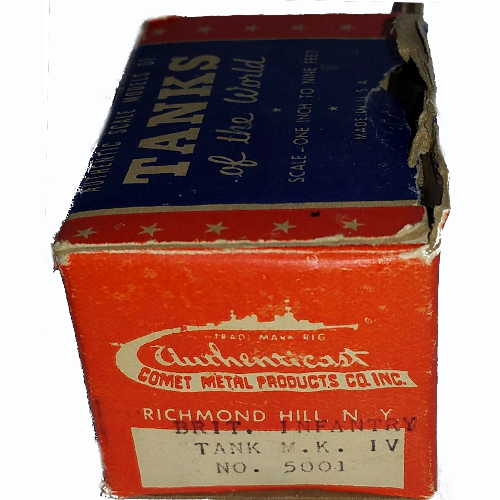 AUTHENTIC SCALE MODELS OF
TANKS
of the World
SCALE-ONE INCH TO NINE FEET
MADE IN U.S.A.
TRADE MARK REG
Authenticast
COMET METAL PRODUCTS CO. INC.
RICHMOND HILL N Y
BRIT. INFANTRY
TANK M.K. IV
NO. 5001